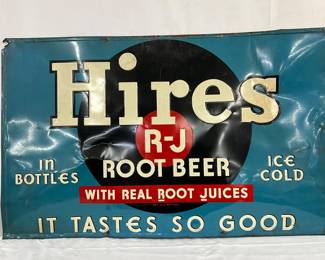 Hires
R-J
ROOT BEER
in BOTTLES
ICE COLD
WITH REAL ROOT JUICES
IT TASTES SO GOOD